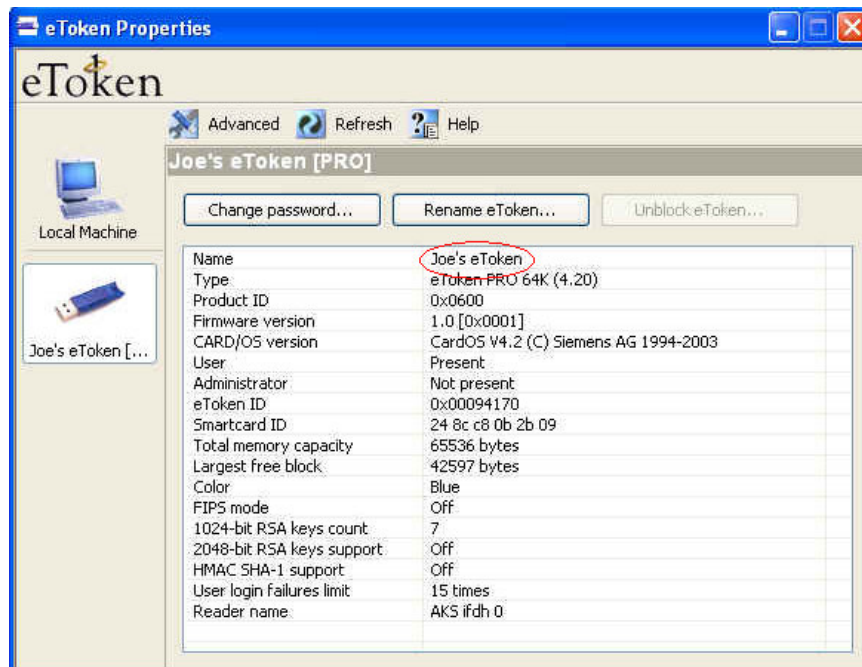 eToken Properties
eToken
Advanced Refresh Help
Joe's eToken [PRO]
Change password... Rename eToken... Unblock eToken...
Local Machine
Joe's eToken [...
Name Joe's eToken
Type eToken PRO 64K (4.20)
Product ID 0x0600
Firmware version 1.0 [0x0001]
CARD/OS version CardOS V4.2 (C) Siemens AG 1994-2003
User Present
Administrator Not present
eToken ID 0x00094170
Smartcard ID 24 8c c8 0b 2b 09
Total memory capacity 65536 bytes
Largest free block 42597 bytes
Color Blue
FIPS mode Off
1024-bit RSA keys count 7
2048-bit RSA keys support Off
HMAC SHA-1 support Off
User login failures limit 15 times
Reader name AKS ifdh 0